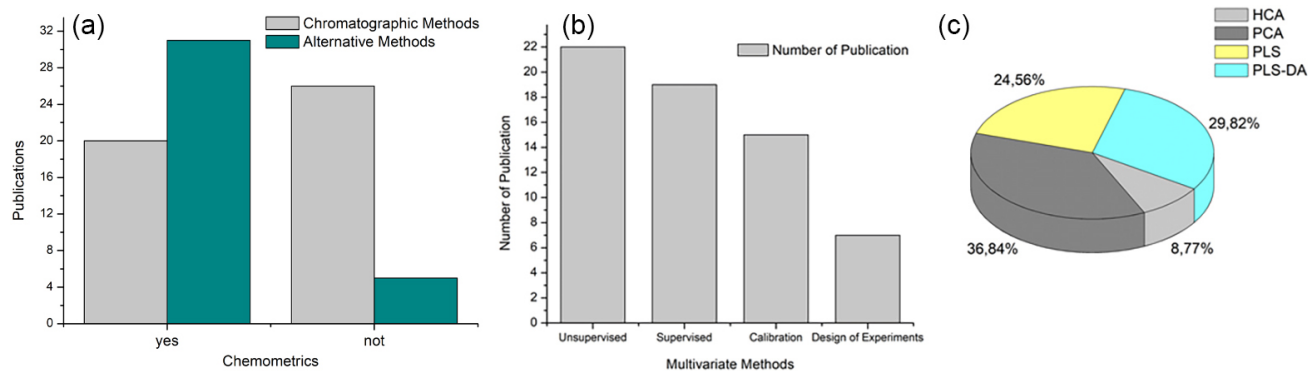 (a)
Chromatographic Methods
Alternative Methods
32
28
24
20
16
12
8
4
0
Publications
yes
not
Chemometrics
(b)
Number of Publication
22
20
18
16
14
12
10
8
6
4
2
0
Number of Publication
Unsupervised
Supervised
Calibration
Design of Experiments
Multivariate Methods
(c)
HCA
PCA
PLS
PLS-DA
24,56%
29,82%
36,84%
8,77%